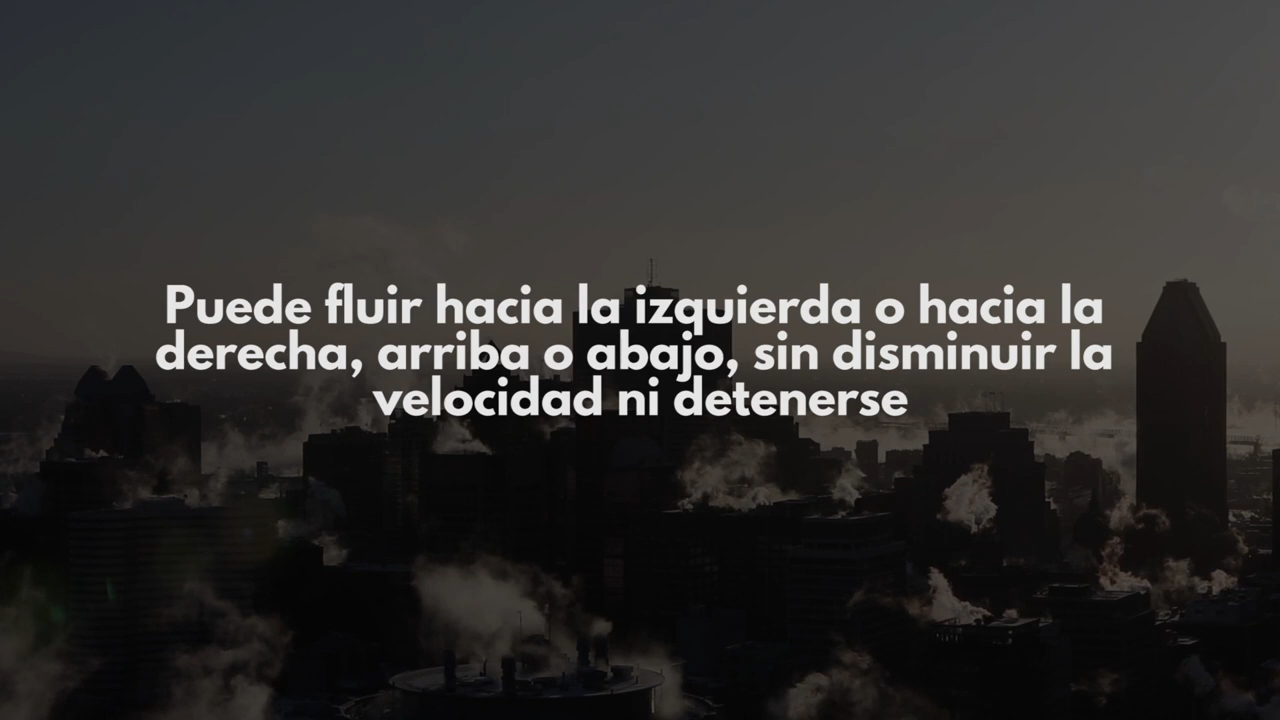 Puede fluir hacia la izquierda o hacia la
derecha, arriba o abajo, sin disminuir la
velocidad ni detenerse